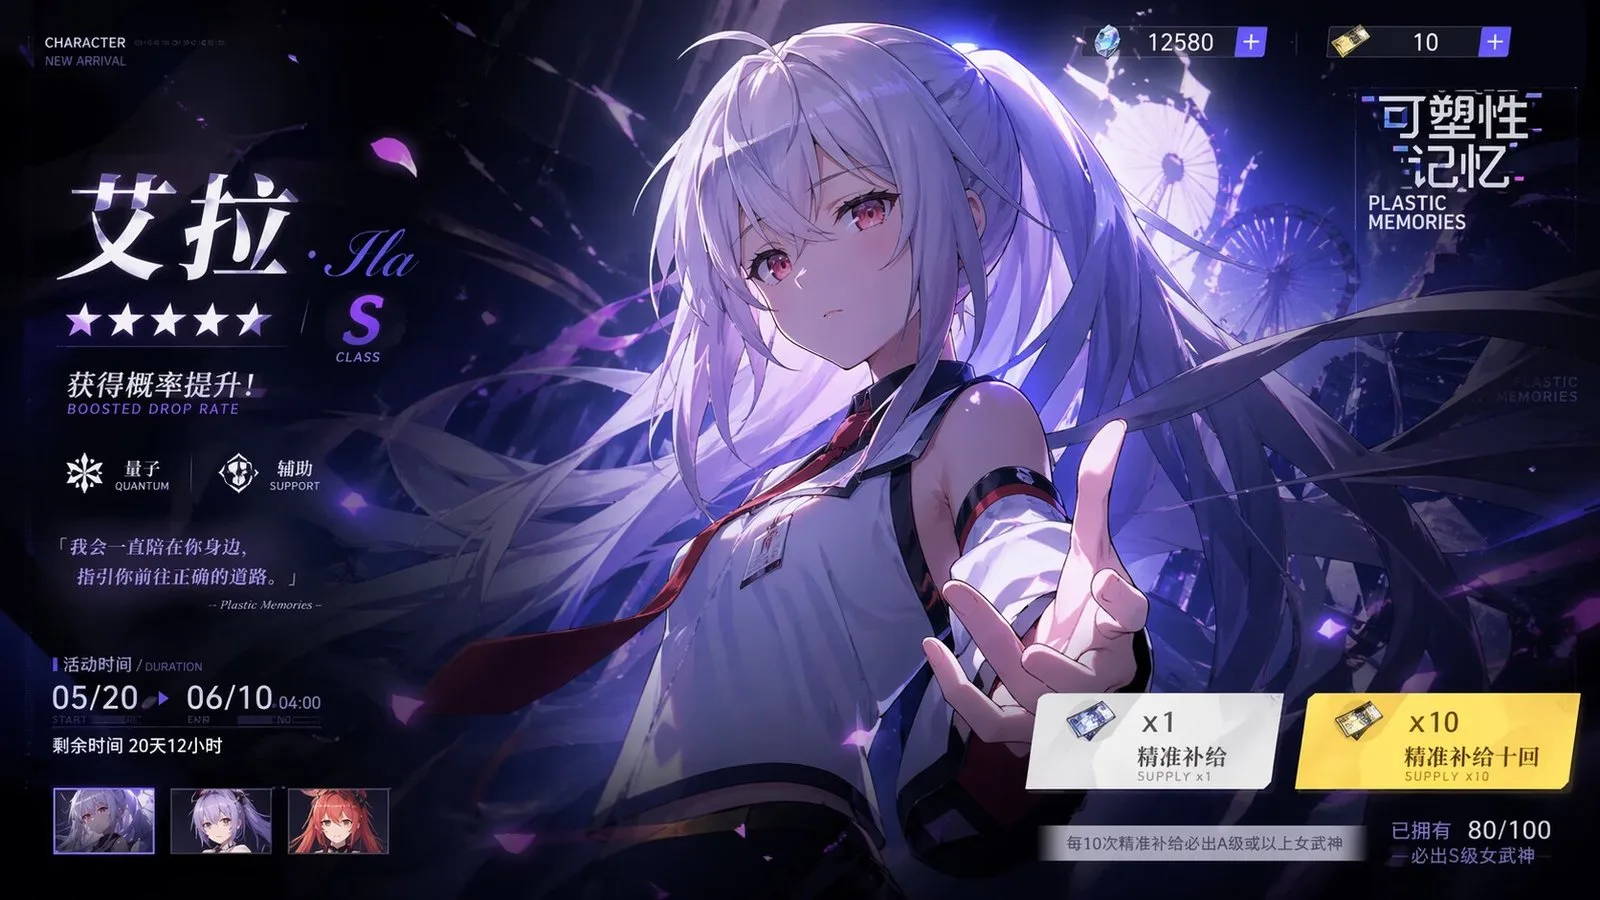 CHARACTER
NEW ARRIVAL
12580
10
可塑性
记忆
PLASTIC
MEMORIES
艾拉 · Ila
S
CLASS
获得概率提升!
BOOSTED DROP RATE
量子
QUANTUM
辅助
SUPPORT
「我会一直陪在你身边,
指引你前往正确的道路。」
– Plastic Memories –
PLASTIC
MEMORIES
活动时间 / DURATION
05/20 06/10 04:00
START
剩余时间 20天12小时
x1
精准补给
SUPPLY x1
x10
精准补给十回
SUPPLY x10
每10次精准补给必出A级或以上女武神
已拥有 80/100
必出S级女武神